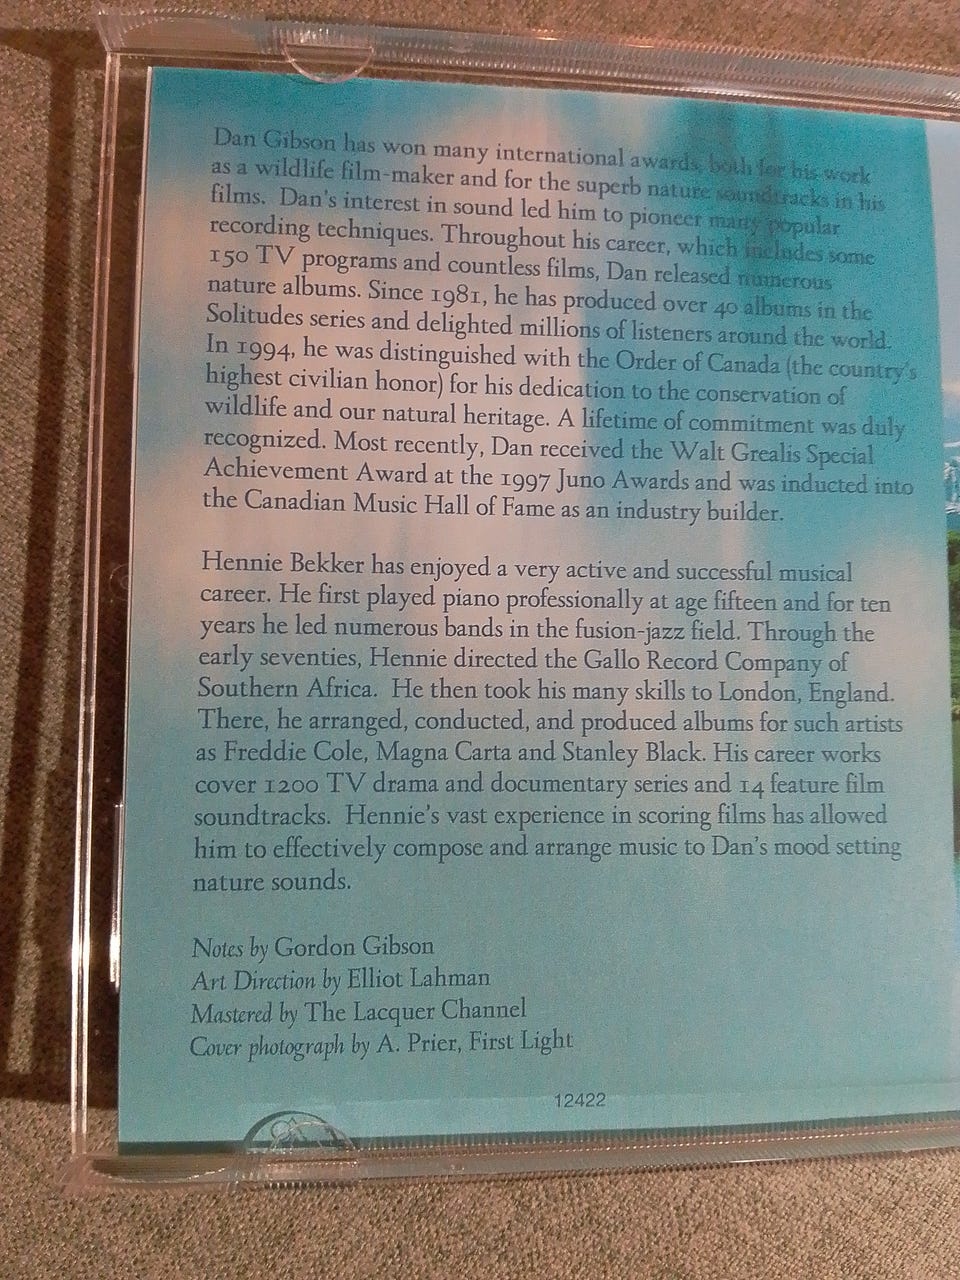 Dan Gibson has won many international awards, both for his work
as a wildlife film-maker and for the superb nature soundtracks in his
films. Dan's interest in sound led him to pioneer many popular
recording techniques. Throughout his career, which includes some
150 TV programs and countless films, Dan released numerous
nature albums. Since 1981, he has produced over 40 albums in the
Solitudes series and delighted millions of listeners around the world.
In 1994, he was distinguished with the Order of Canada (the country's
highest civilian honor) for his dedication to the conservation of
wildlife and our natural heritage. A lifetime of commitment was duly
recognized. Most recently, Dan received the Walt Grealis Special
Achievement Award at the 1997 Juno Awards and was inducted into
the Canadian Music Hall of Fame as an industry builder.
Hennie Bekker has enjoyed a very active and successful musical
career. He first played piano professionally at age fifteen and for ten
years he led numerous bands in the fusion-jazz field. Through the
early seventies, Hennie directed the Gallo Record Company of
Southern Africa. He then took his many skills to London, England.
There, he arranged, conducted, and produced albums for such artists
as Freddie Cole, Magna Carta and Stanley Black. His career works
cover 1200 TV drama and documentary series and 14 feature film
soundtracks. Hennie's vast experience in scoring films has allowed
him to effectively compose and arrange music to Dan's mood setting
nature sounds.
Notes by Gordon Gibson
Art Direction by Elliot Lahman
Mastered by The Lacquer Channel
Cover photograph by A. Prier, First Light
12422